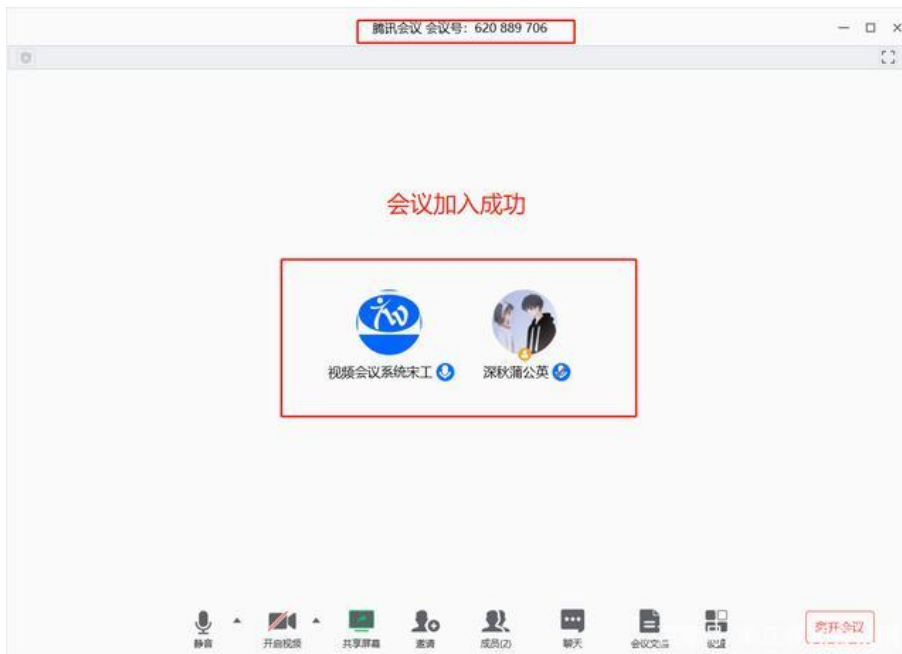 腾讯会议 会议号：620 889 706
会议加入成功
视频会议系统宋工
深秋蒲公英
静音
开启视频
共享屏幕
邀请
成员(2)
聊天
离开会议